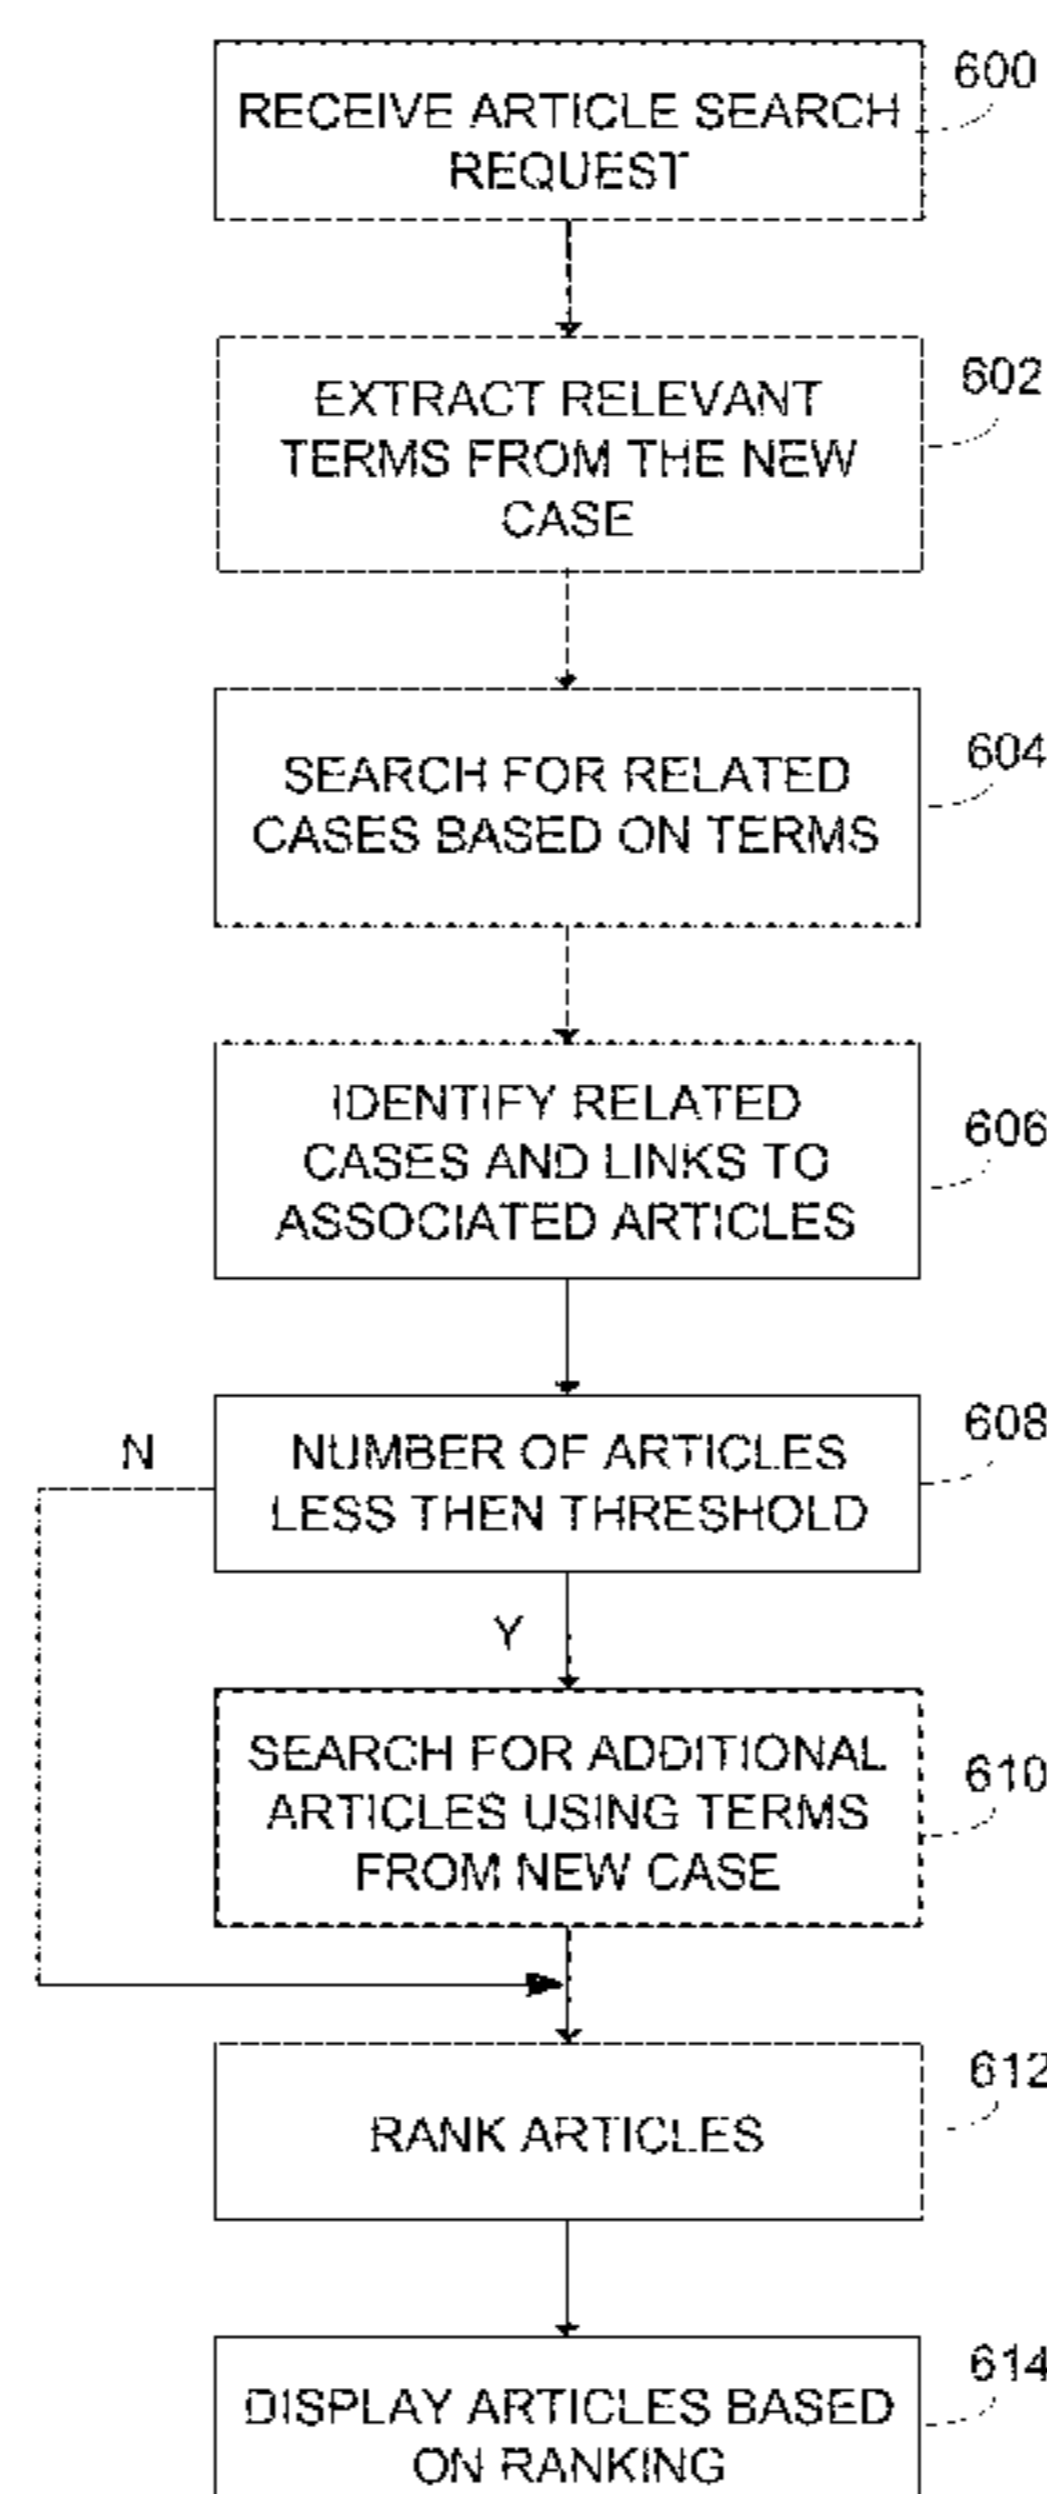 600
RECEIVE ARTICLE SEARCH
REQUEST
602
EXTRACT RELEVANT
TERMS FROM THE NEW
CASE
604
SEARCH FOR RELATED
CASES BASED ON TERMS
606
IDENTIFY RELATED
CASES AND LINKS TO
ASSOCIATED ARTICLES
608
N
NUMBER OF ARTICLES
LESS THEN THRESHOLD
Y
610
SEARCH FOR ADDITIONAL
ARTICLES USING TERMS
FROM NEW CASE
612
RANK ARTICLES
614
DISPLAY ARTICLES BASED
ON RANKING